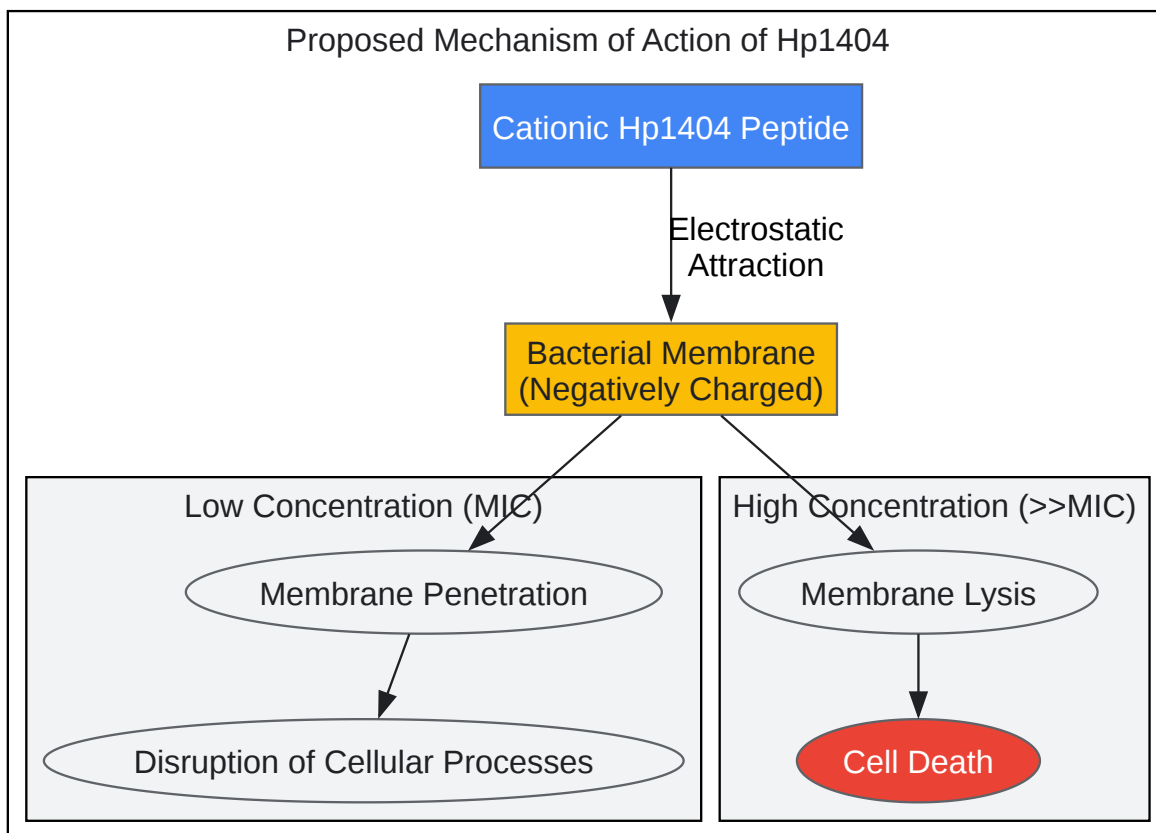 Proposed Mechanism of Action of Hp1404
Cationic Hp1404 Peptide
Electrostatic
Attraction
Bacterial Membrane
(Negatively Charged)
Low Concentration (MIC)
High Concentration (>>MIC)
Membrane Penetration
Membrane Lysis
Disruption of Cellular Processes
Cell Death